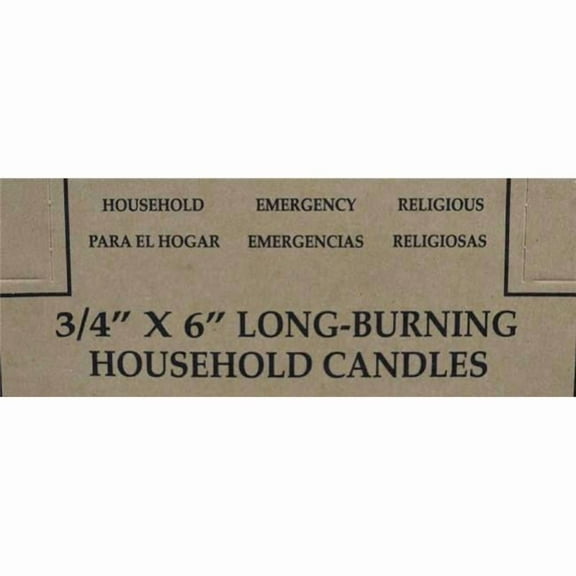 HOUSEHOLD EMERGENCY RELIGIOUS
PARA EL HOGAR EMERGENCIAS RELIGIOSAS
3/4” X 6” LONG-BURNING
HOUSEHOLD CANDLES